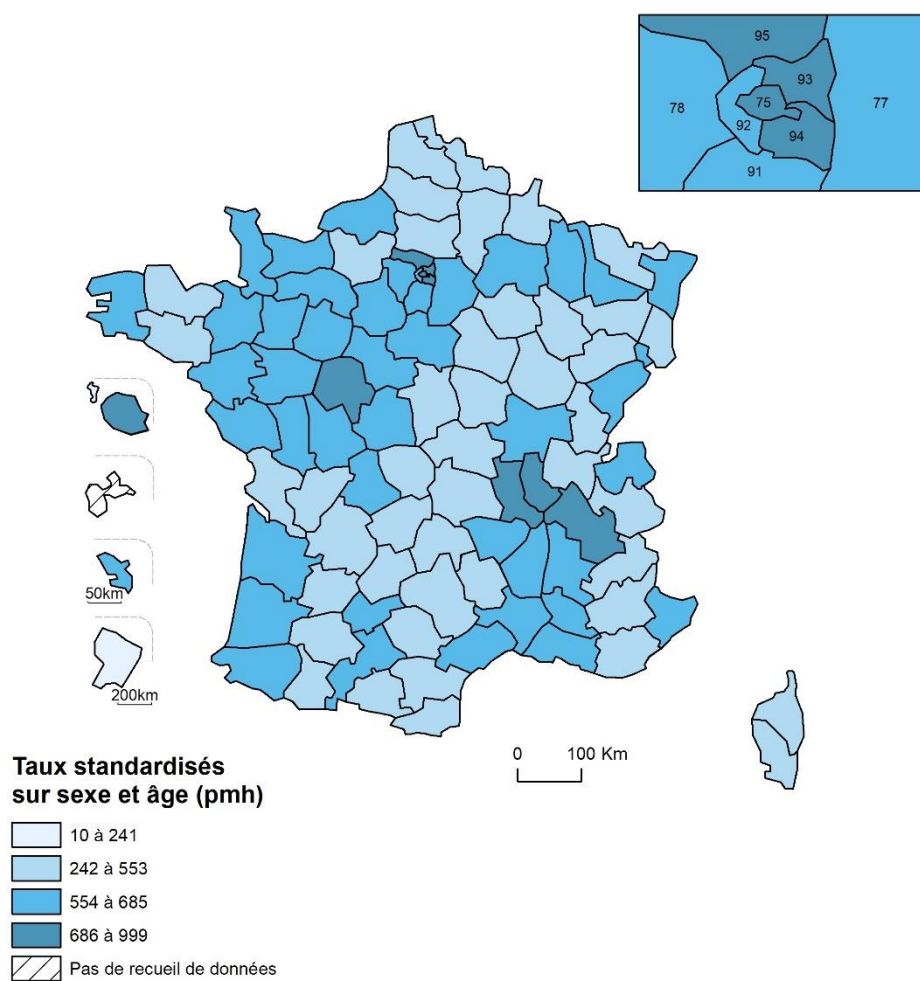 95
93
78
75
77
92
94
91
50km
200km
0 100 Km
Taux standardisés
sur sexe et âge (pmh)
10 à 241
242 à 553
554 à 685
686 à 999
Pas de recueil de données